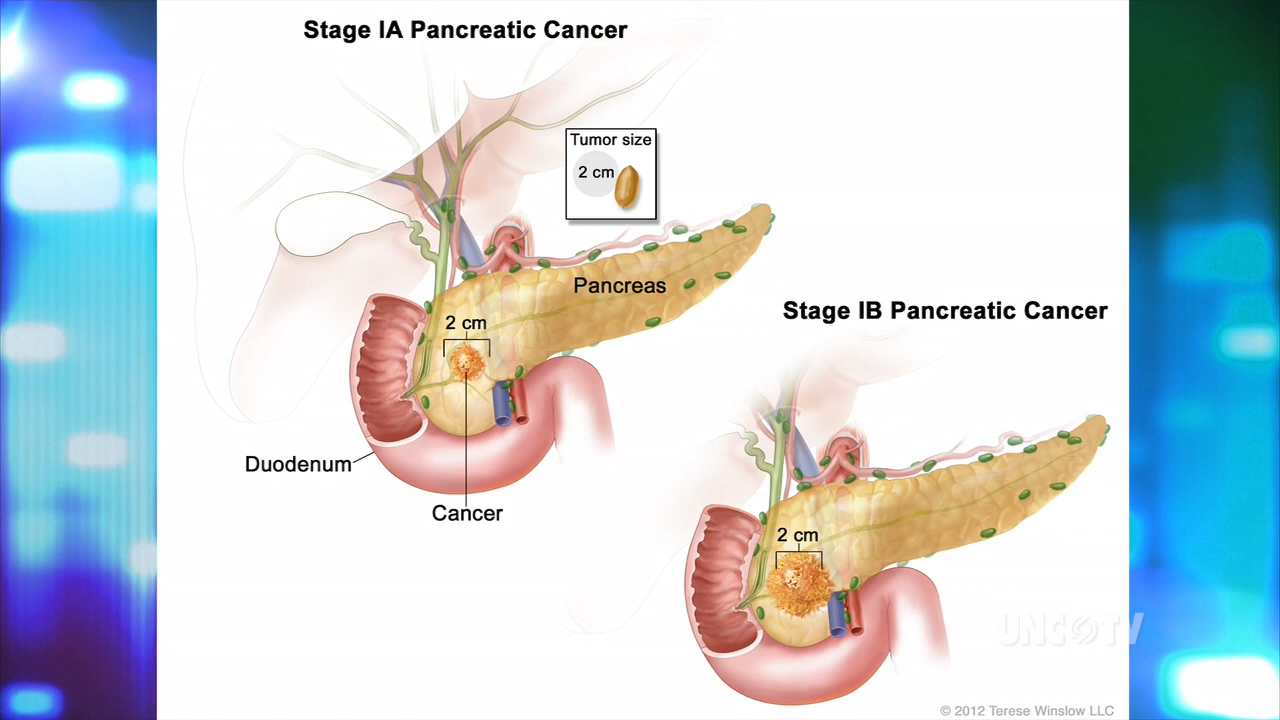 Stage IA Pancreatic Cancer
Tumor size
2 cm
Pancreas
2 cm
Duodenum
Cancer
Stage IB Pancreatic Cancer
2 cm
UNC TV
© 2012 Terese Winslow LLC